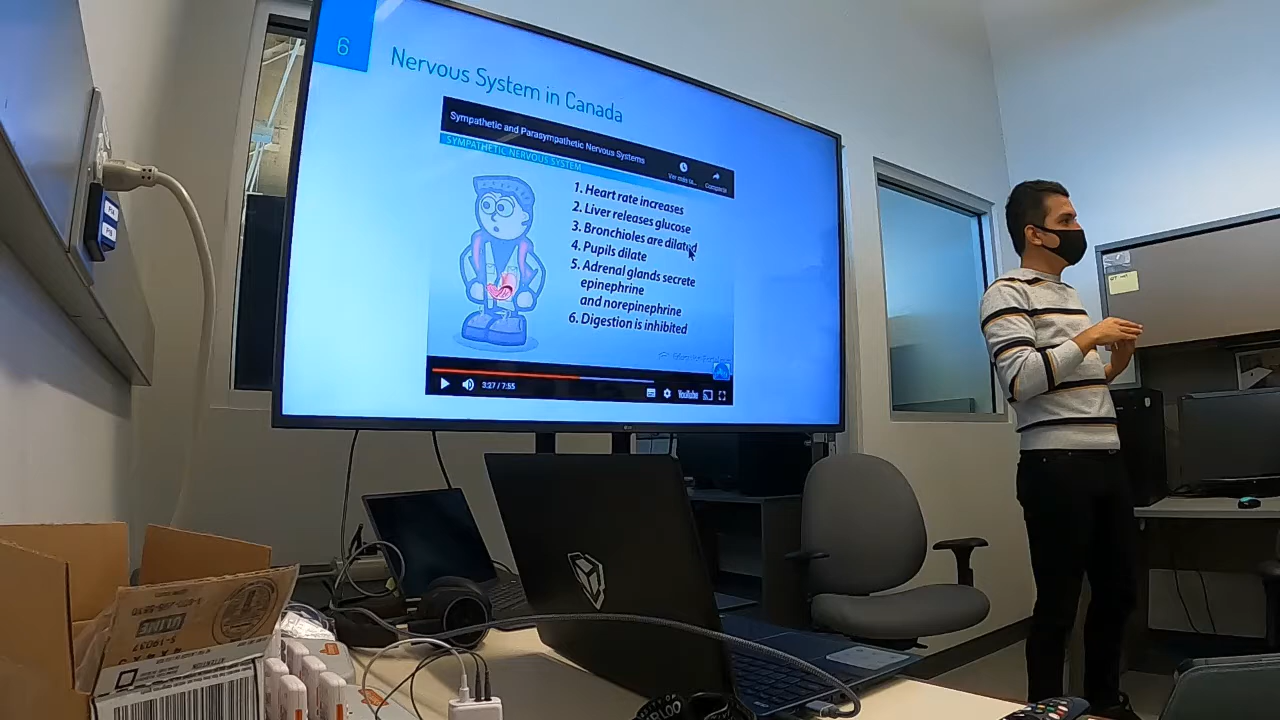 6
Nervous System in Canada
Sympathetic and Parasympathetic Nervous Systems
SYMPATHETIC NERVOUS SYSTEM
1. Heart rate increases
2. Liver releases glucose
3. Bronchioles are dilated
4. Pupils dilate
5. Adrenal glands secrete
epinephrine
and norepinephrine
6. Digestion is inhibited
3:27 / 7:55
YouTube
LG
ULINE
ATTENTION